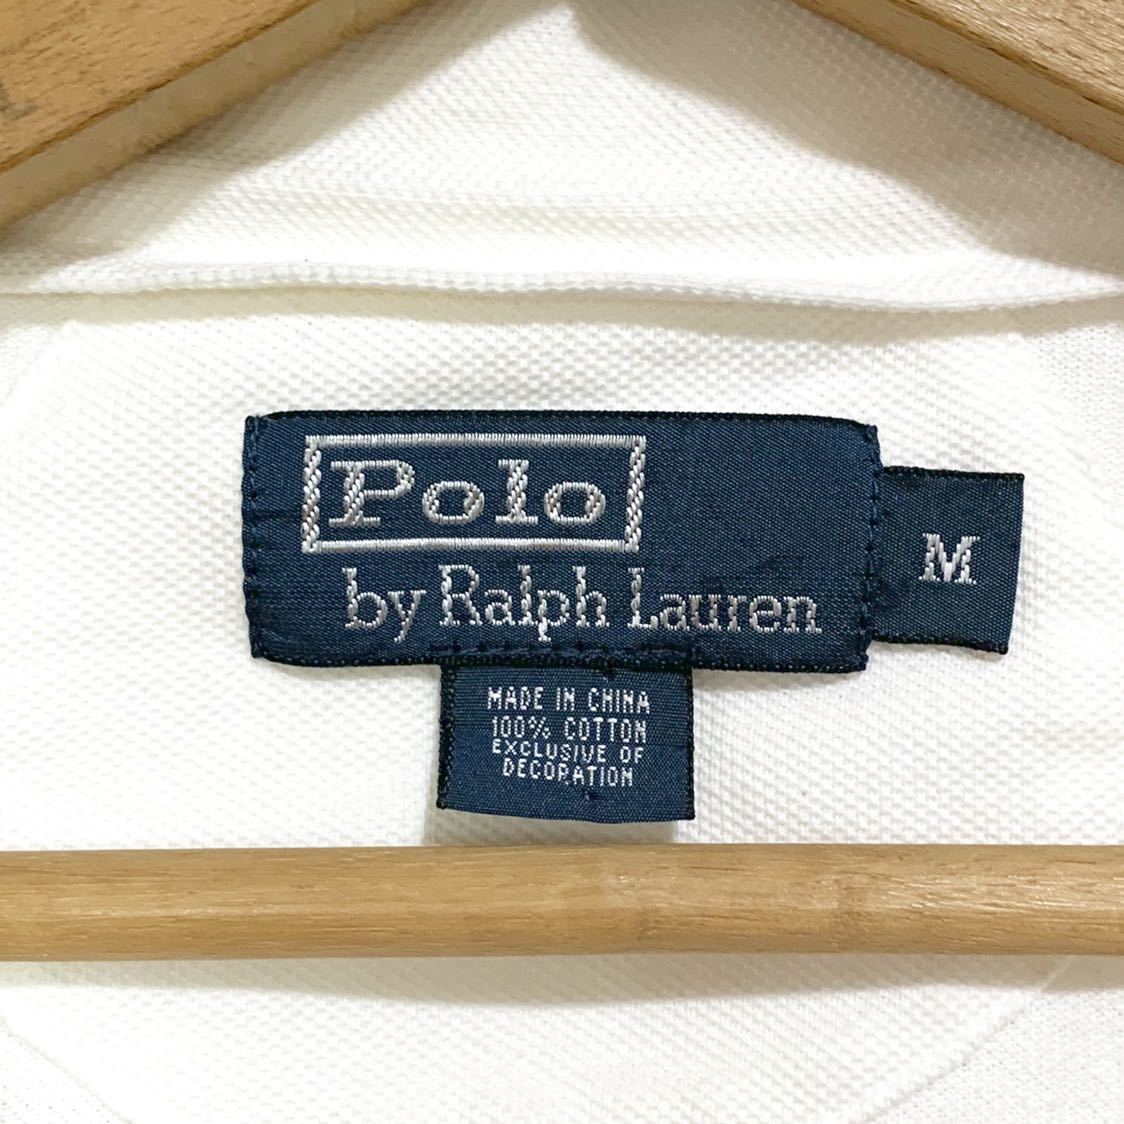 Polo
by Ralph Lauren
M
MADE IN CHINA
100% COTTON
EXCLUSIVE OF
DECORATION